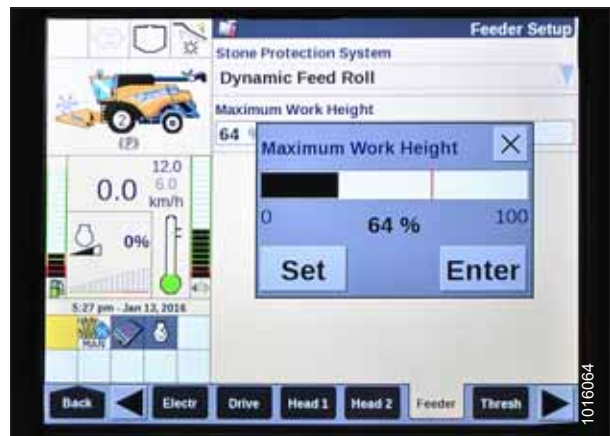 Feeder Setup
Stone Protection System
Dynamic Feed Roll
Maximum Work Height
64
Maximum Work Height
0 64 % 100
Set Enter
2
(P)
12.0
6.0
0.0 km/h
0%
5:27 pm - Jan 13, 2016
MAN
Back Electr Drive Head 1 Head 2 Feeder Thresh
1016064